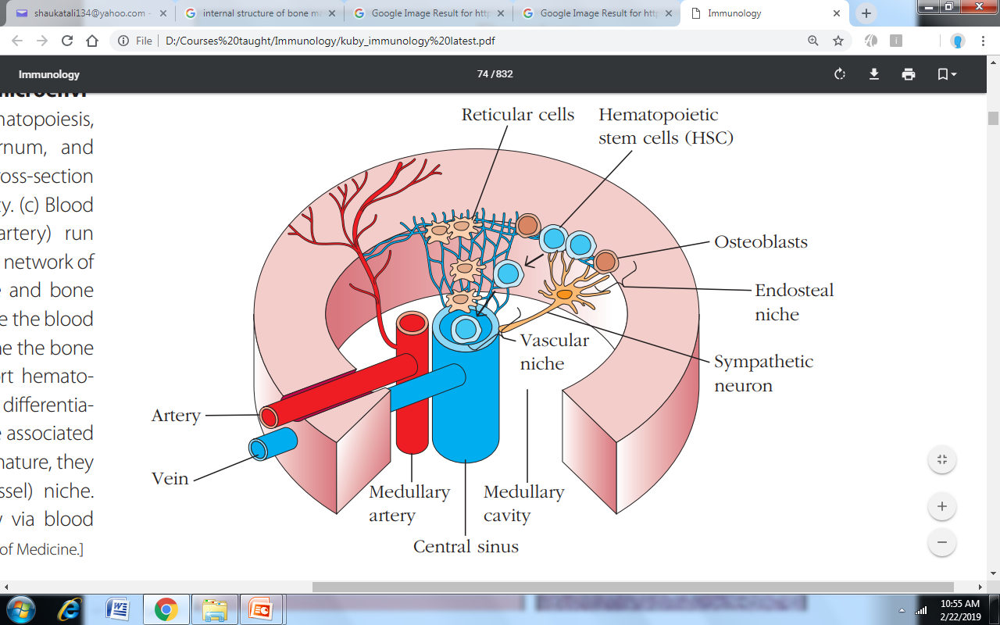 shaukatali134@yahoo.com -
internal structure of bone m
Google Image Result for http
Google Image Result for http
Immunology
File
D:/Courses%20taught/Immunology/kuby_immunology%20latest.pdf
Immunology
74 / 832
natopoiesis,
rnum, and
oss-section
y. (c) Blood
artery) run
network of
and bone
e the blood
ne the bone
ort hemato-
differentia-
e associated
nature, they
ssel) niche.
via blood
of Medicine.]
Reticular cells
Hematopoietic
stem cells (HSC)
Osteoblasts
Endosteal
niche
Vascular
niche
Sympathetic
neuron
Artery
Vein
Medullary
artery
Medullary
cavity
Central sinus
10:55 AM
2/22/2019